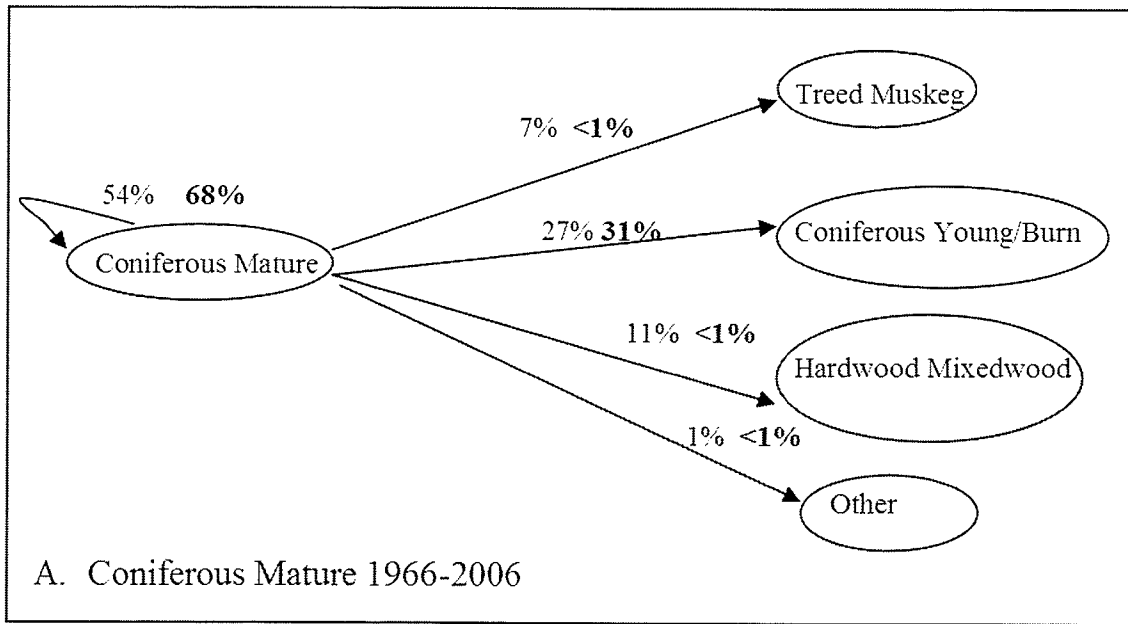 Treed Muskeg
7% <1%
54% 68%
27% 31%
Coniferous Young/Burn
Coniferous Mature
11% <1%
Hardwood Mixedwood
1% <1%
Other
A. Coniferous Mature 1966-2006